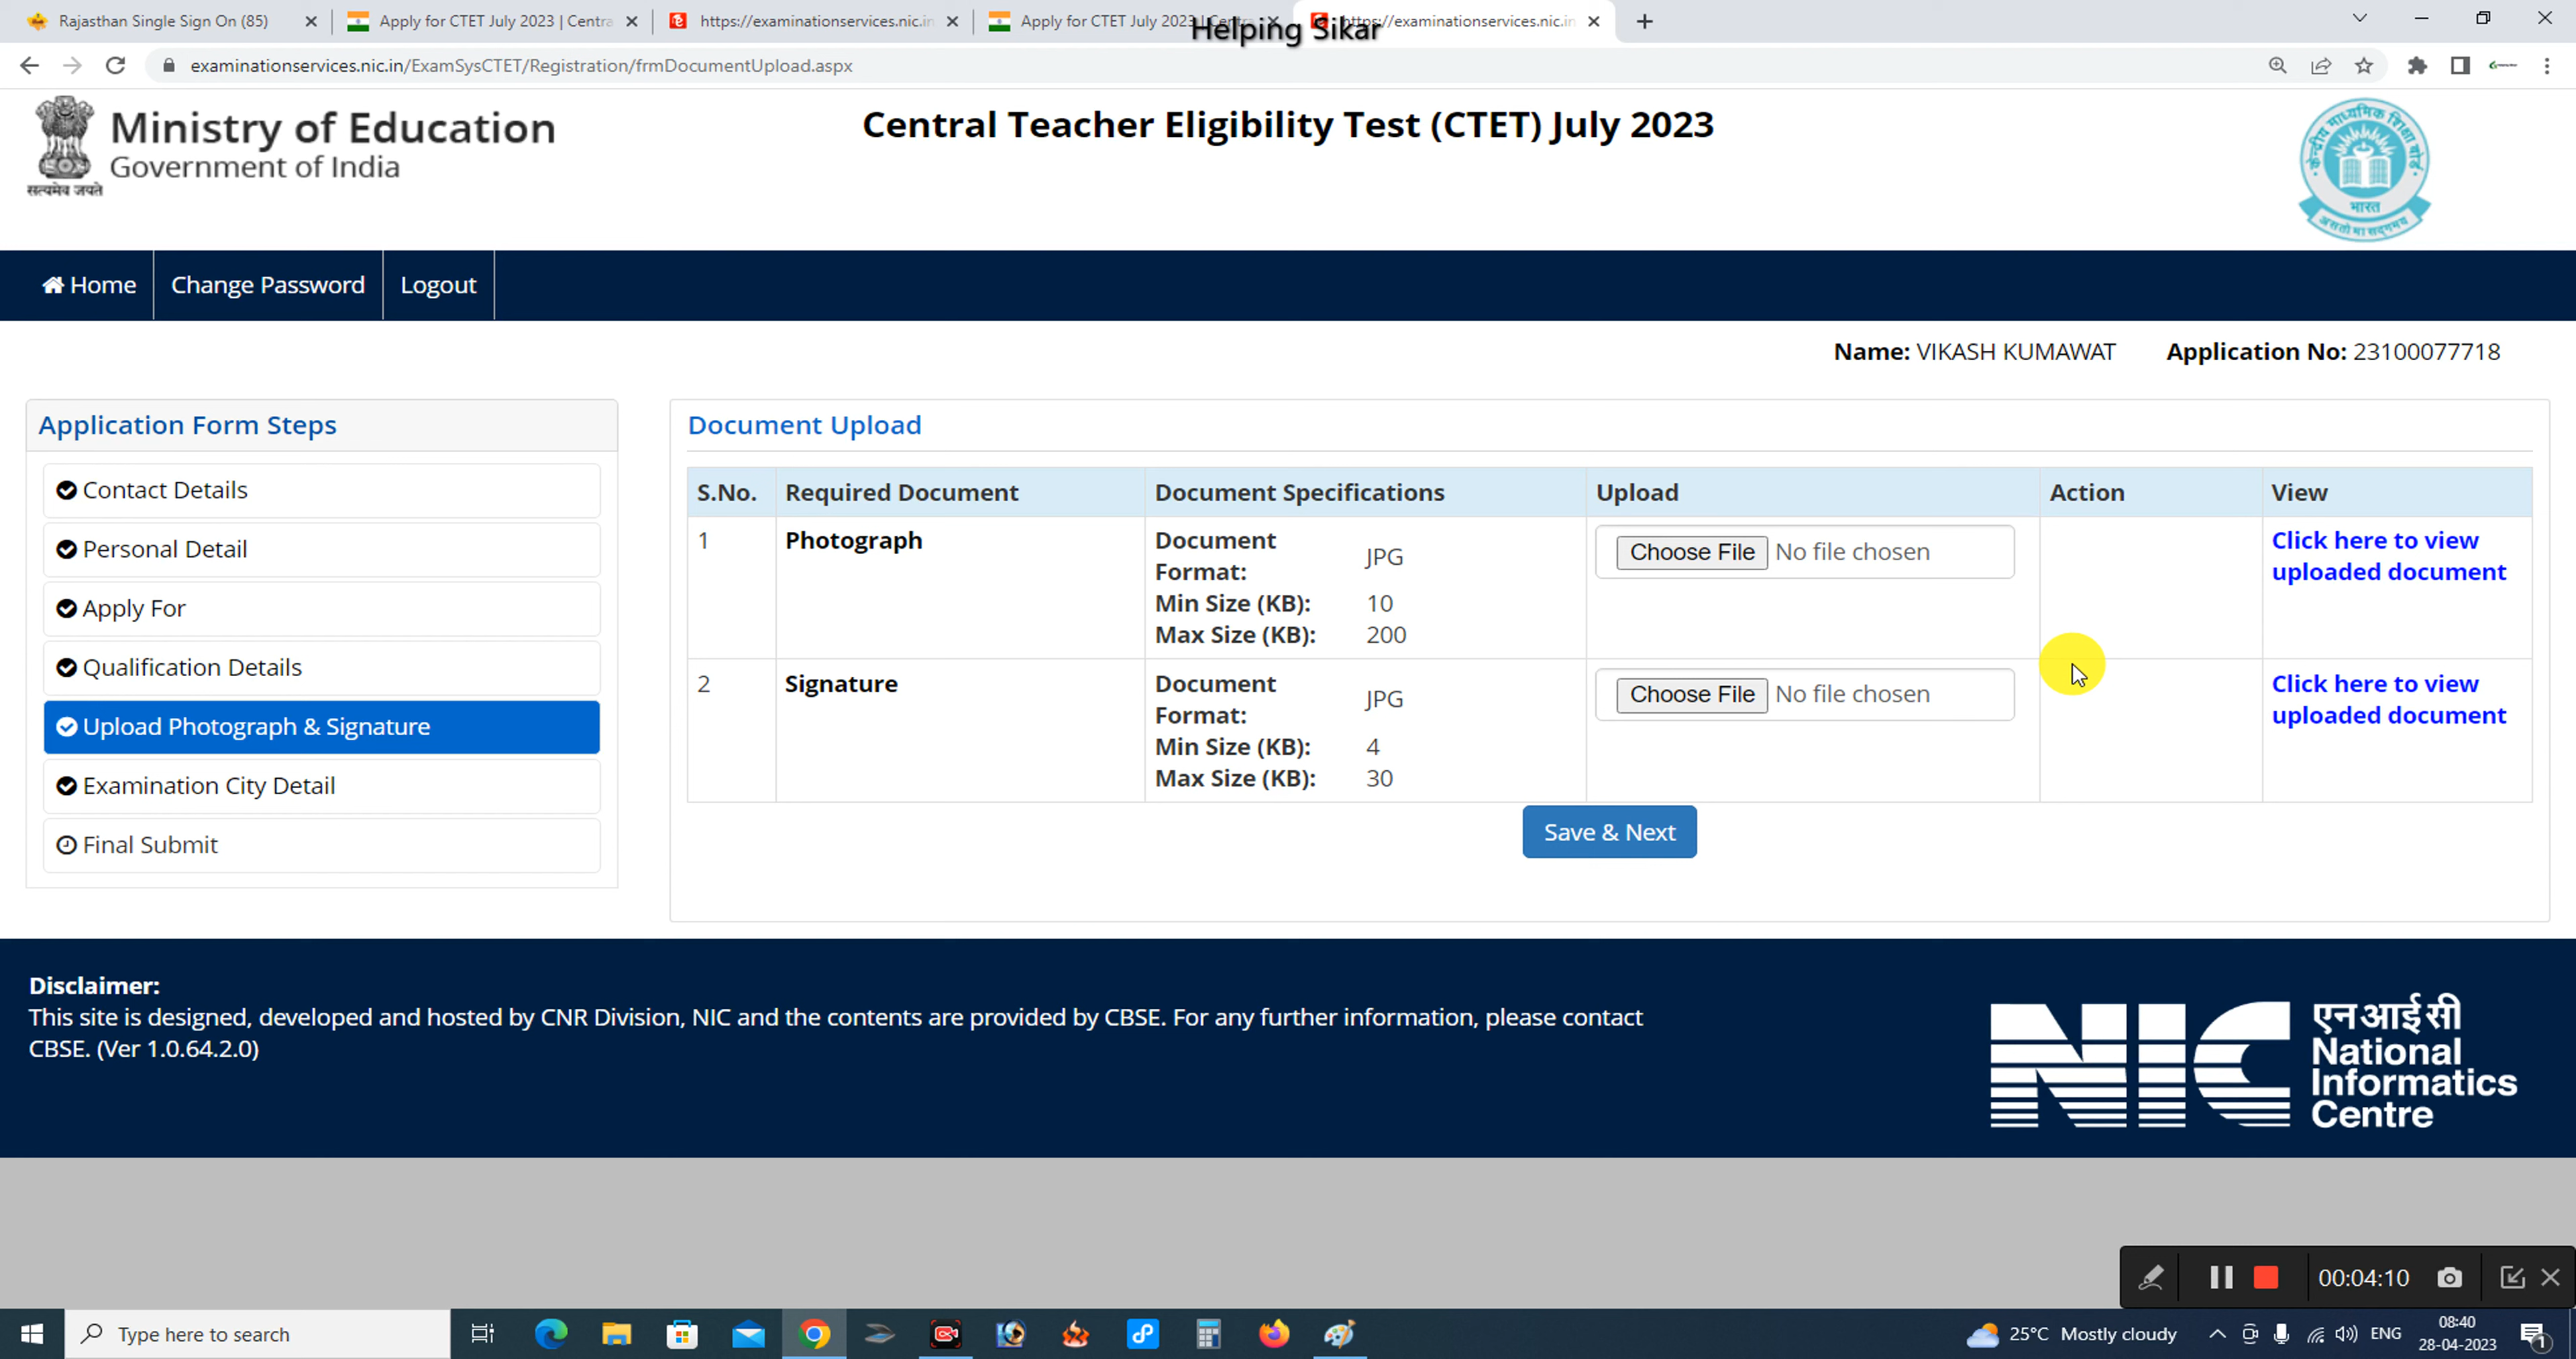 Rajasthan Single Sign On (85)
Apply for CTET July 2023 | Centra
https://examinationservices.nic.in
Apply for CTET July 2023 | Centra
https://examinationservices.nic.in
Helping Sikar
examinationservices.nic.in/ExamSysCTET/Registration/frmDocumentUpload.aspx
Ministry of Education
Government of India
सत्यमेव जयते
Central Teacher Eligibility Test (CTET) July 2023
केन्द्रीय माध्यमिक शिक्षा बोर्ड
भारत
असतो मा सद्गमय
Home
Change Password
Logout
Name: VIKASH KUMAWAT
Application No: 23100077718
Application Form Steps
Contact Details
Personal Detail
Apply For
Qualification Details
Upload Photograph & Signature
Examination City Detail
Final Submit
Document Upload
S.No. Required Document Document Specifications Upload Action View
1 Photograph
Document Format: JPG
Min Size (KB): 10
Max Size (KB): 200
Choose File No file chosen
Click here to view
uploaded document
2 Signature
Document Format: JPG
Min Size (KB): 4
Max Size (KB): 30
Choose File No file chosen
Click here to view
uploaded document
Save & Next
Disclaimer:
This site is designed, developed and hosted by CNR Division, NIC and the contents are provided by CBSE. For any further information, please contact
CBSE. (Ver 1.0.64.2.0)
NIC
एन आई सी
National
Informatics
Centre
00:04:10
Type here to search
25°C Mostly cloudy
ENG
08:40
28-04-2023
1